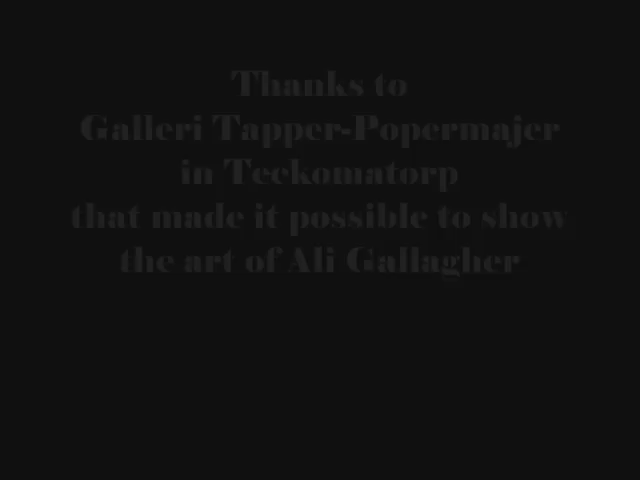 Thanks to
Galleri Tapper-Popermajer
in Teckomatorp
that made it possible to show
the art of Ali Gallagher